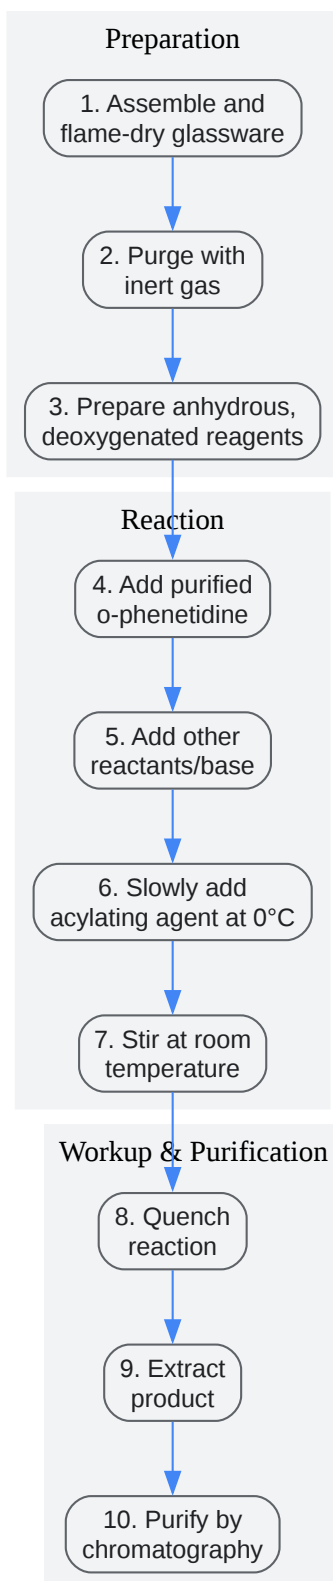 Preparation
1. Assemble and
flame-dry glassware
2. Purge with
inert gas
3. Prepare anhydrous,
deoxygenated reagents
Reaction
4. Add purified
o-phenetidine
5. Add other
reactants/base
6. Slowly add
acylating agent at 0°C
7. Stir at room
temperature
Workup & Purification
8. Quench
reaction
9. Extract
product
10. Purify by
chromatography